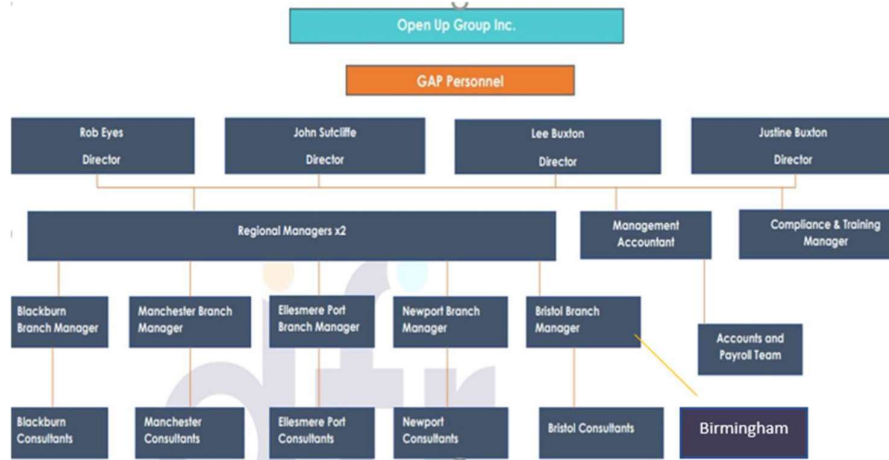 Open Up Group Inc.
GAP Personnel
Rob Eyes
Director
John Sutcliffe
Director
Lee Buxton
Director
Justine Buxton
Director
Regional Managers x2
Management
Accountant
Compliance & Training
Manager
Blackburn
Branch Manager
Manchester Branch
Manager
Ellesmere Port
Branch Manager
Newport Branch
Manager
Bristol Branch
Manager
Accounts and
Payroll Team
Blackburn
Consultants
Manchester
Consultants
Ellesmere Port
Consultants
Newport
Consultants
Bristol Consultants
Birmingham